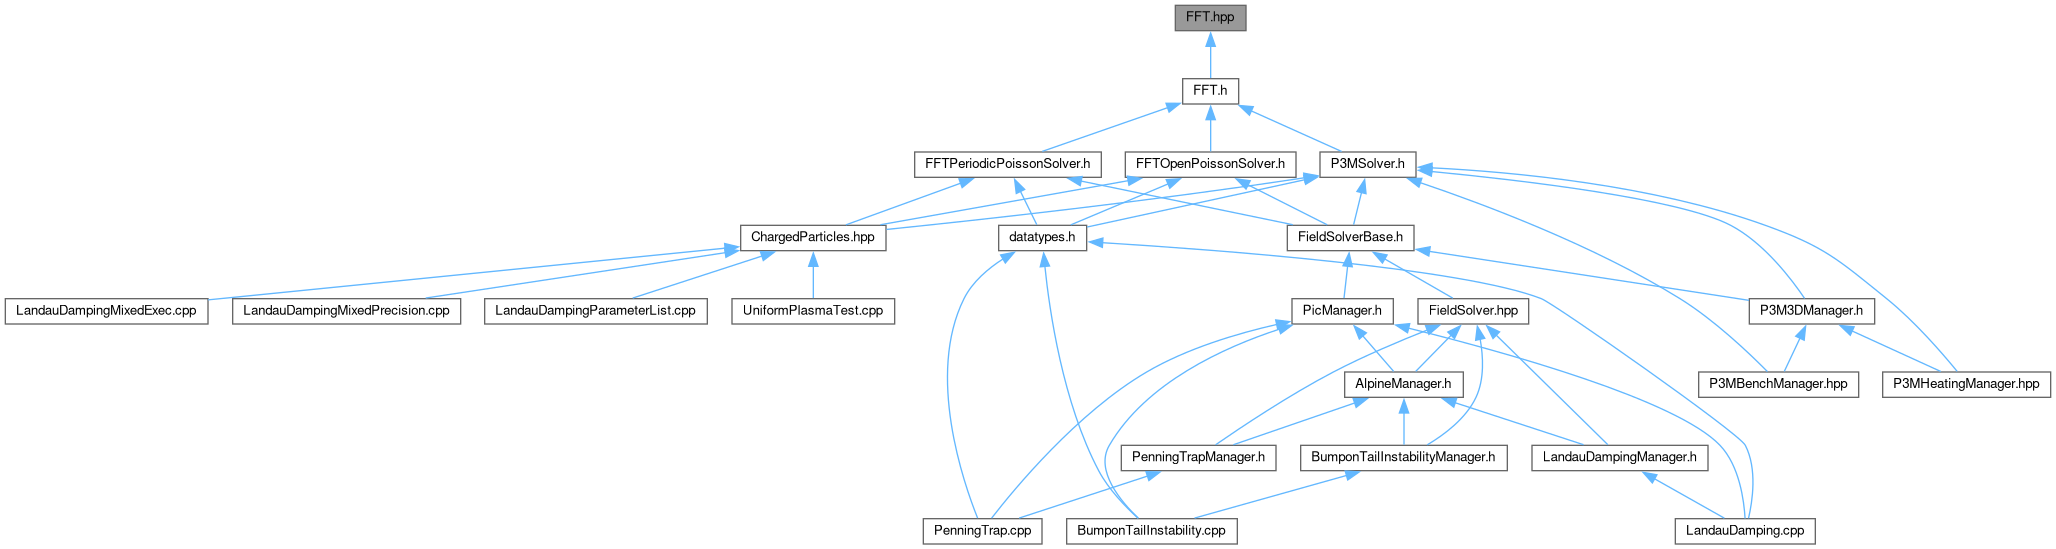 FFT.hpp
FFT.h
FFTPeriodicPoissonSolver.h
FFTOpenPoissonSolver.h
P3MSolver.h
ChargedParticles.hpp
datatypes.h
FieldSolverBase.h
LandauDampingMixedExec.cpp
LandauDampingMixedPrecision.cpp
LandauDampingParameterList.cpp
UniformPlasmaTest.cpp
PicManager.h
FieldSolver.hpp
P3M3DManager.h
AlpineManager.h
P3MBenchManager.hpp
P3MHeatingManager.hpp
PenningTrapManager.h
BumponTailInstabilityManager.h
LandauDampingManager.h
PenningTrap.cpp
BumponTailInstability.cpp
LandauDamping.cpp